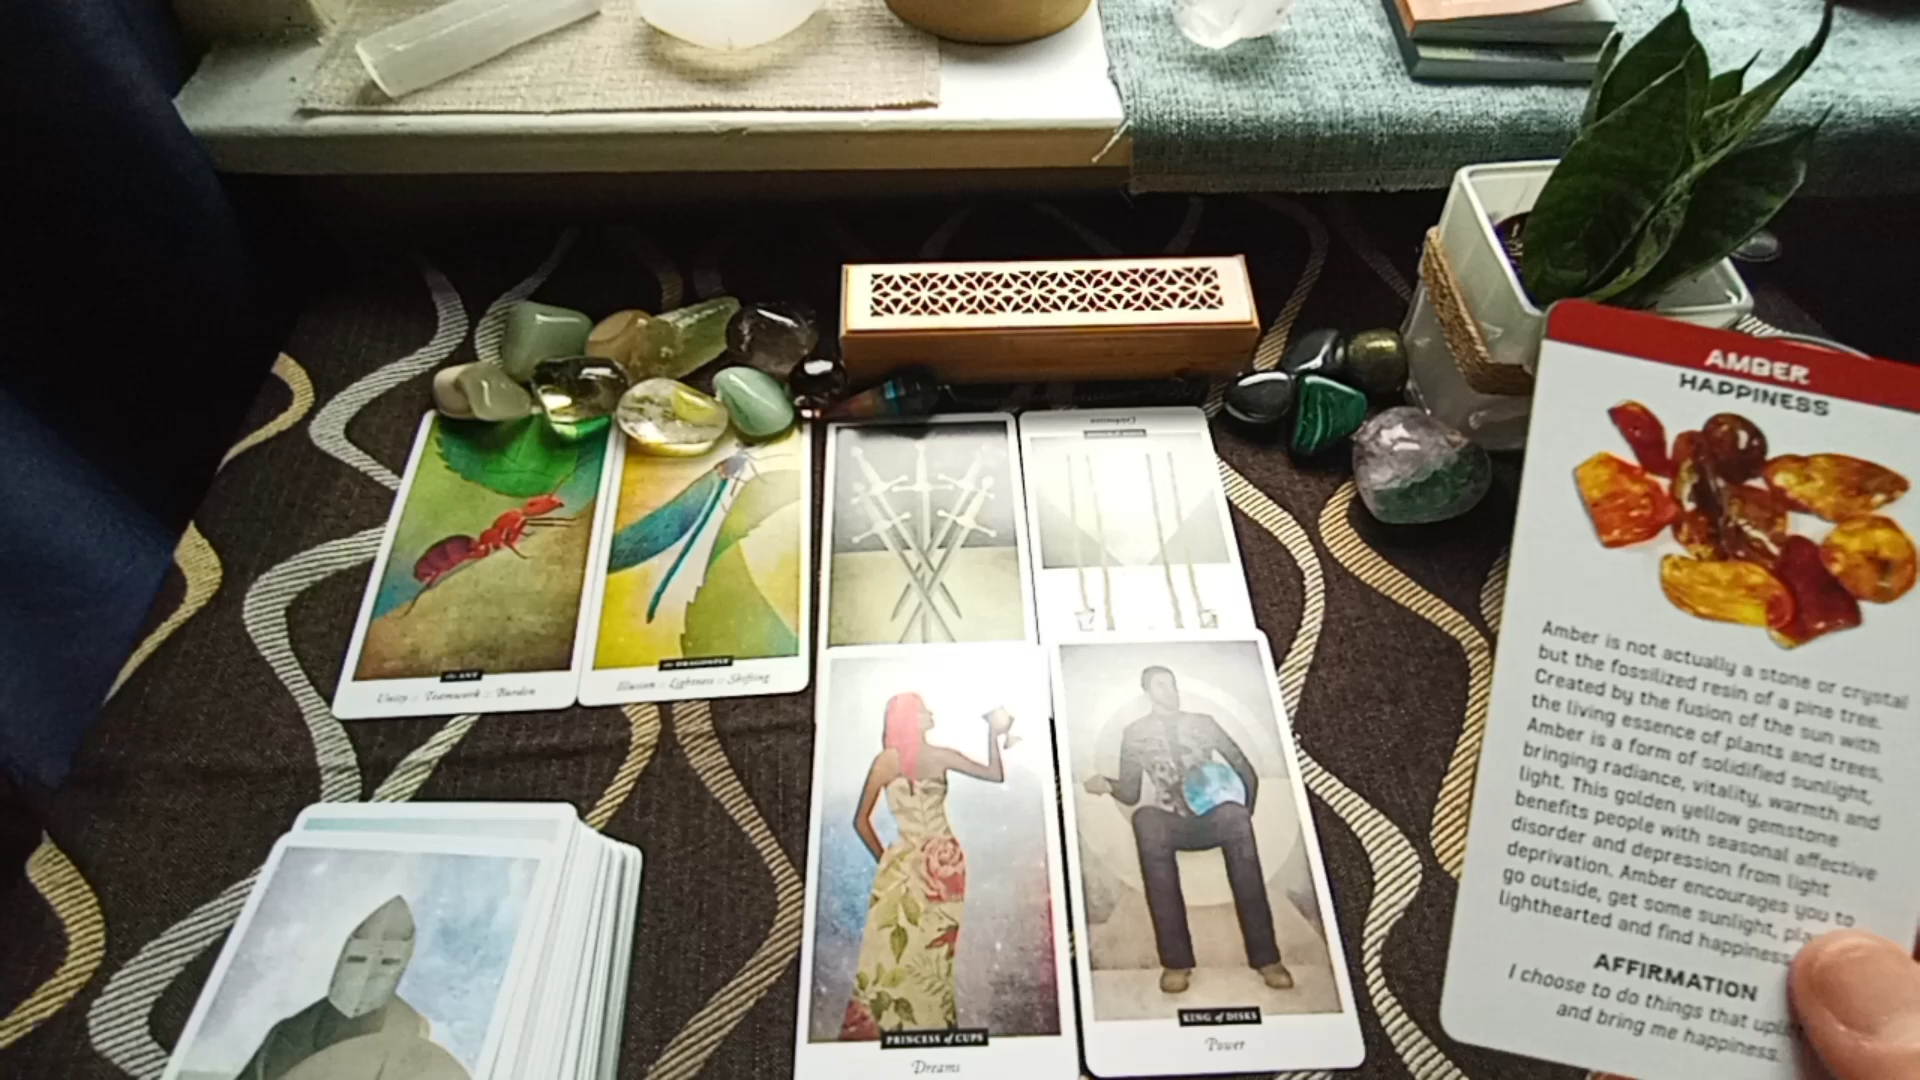 the ANT
Unity :: Teamwork :: Burden
the DRAGONFLY
Illusion :: Lightness :: Shifting
PRINCESS of CUPS
Dreams
KING of DISKS
Power
AMBER
HAPPINESS
Amber is not actually a stone or crystal
but the fossilized resin of a pine tree.
Created by the fusion of the sun with
the living essence of plants and trees,
Amber is a form of solidified sunlight,
bringing radiance, vitality, warmth and
light. This golden yellow gemstone
benefits people with seasonal affective
disorder and depression from light
deprivation. Amber encourages you to
go outside, get some sunlight,
lighthearted and find happiness
AFFIRMATION
I choose to do things that
and bring me happiness.